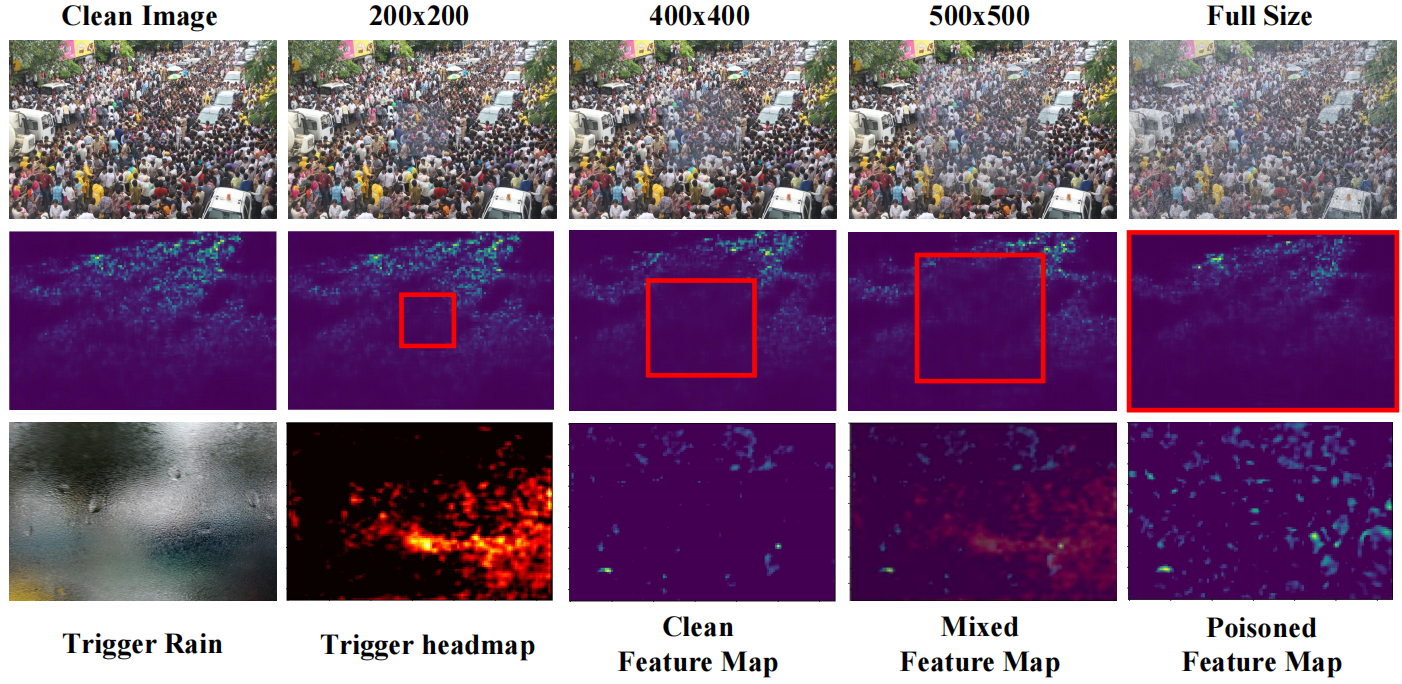 Clean Image
200x200
400x400
500x500
Full Size
Trigger Rain
Trigger headmap
Clean
Feature Map
Mixed
Feature Map
Poisoned
Feature Map